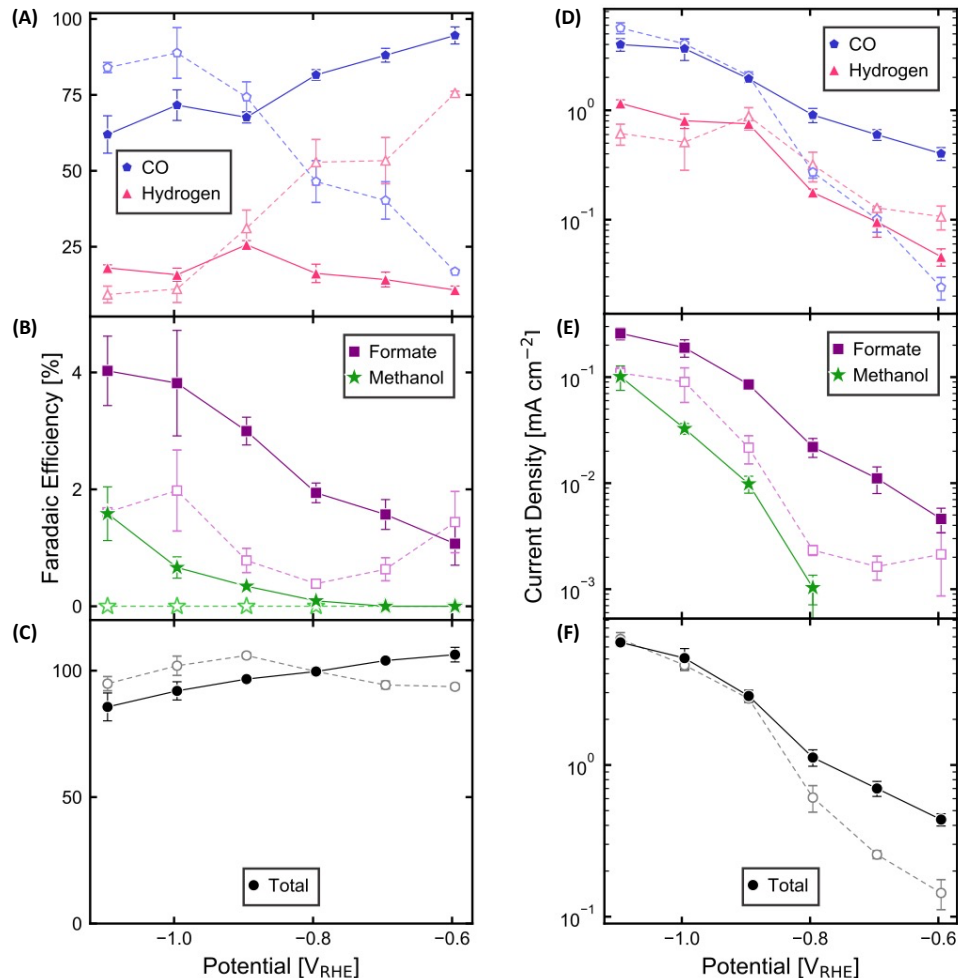 (A)
100
75
50
25
CO
Hydrogen
(B)
4
2
0
Formate
Methanol
Faradaic Efficiency [%]
(C)
100
50
0
Total
−1.0
−0.8
−0.6
Potential [V_RHE]
(D)
10⁰
10⁻¹
CO
Hydrogen
(E)
10⁻¹
10⁻²
10⁻³
Formate
Methanol
Current Density [mA cm⁻²]
(F)
10⁰
10⁻¹
Total
−1.0
−0.8
−0.6
Potential [V_RHE]